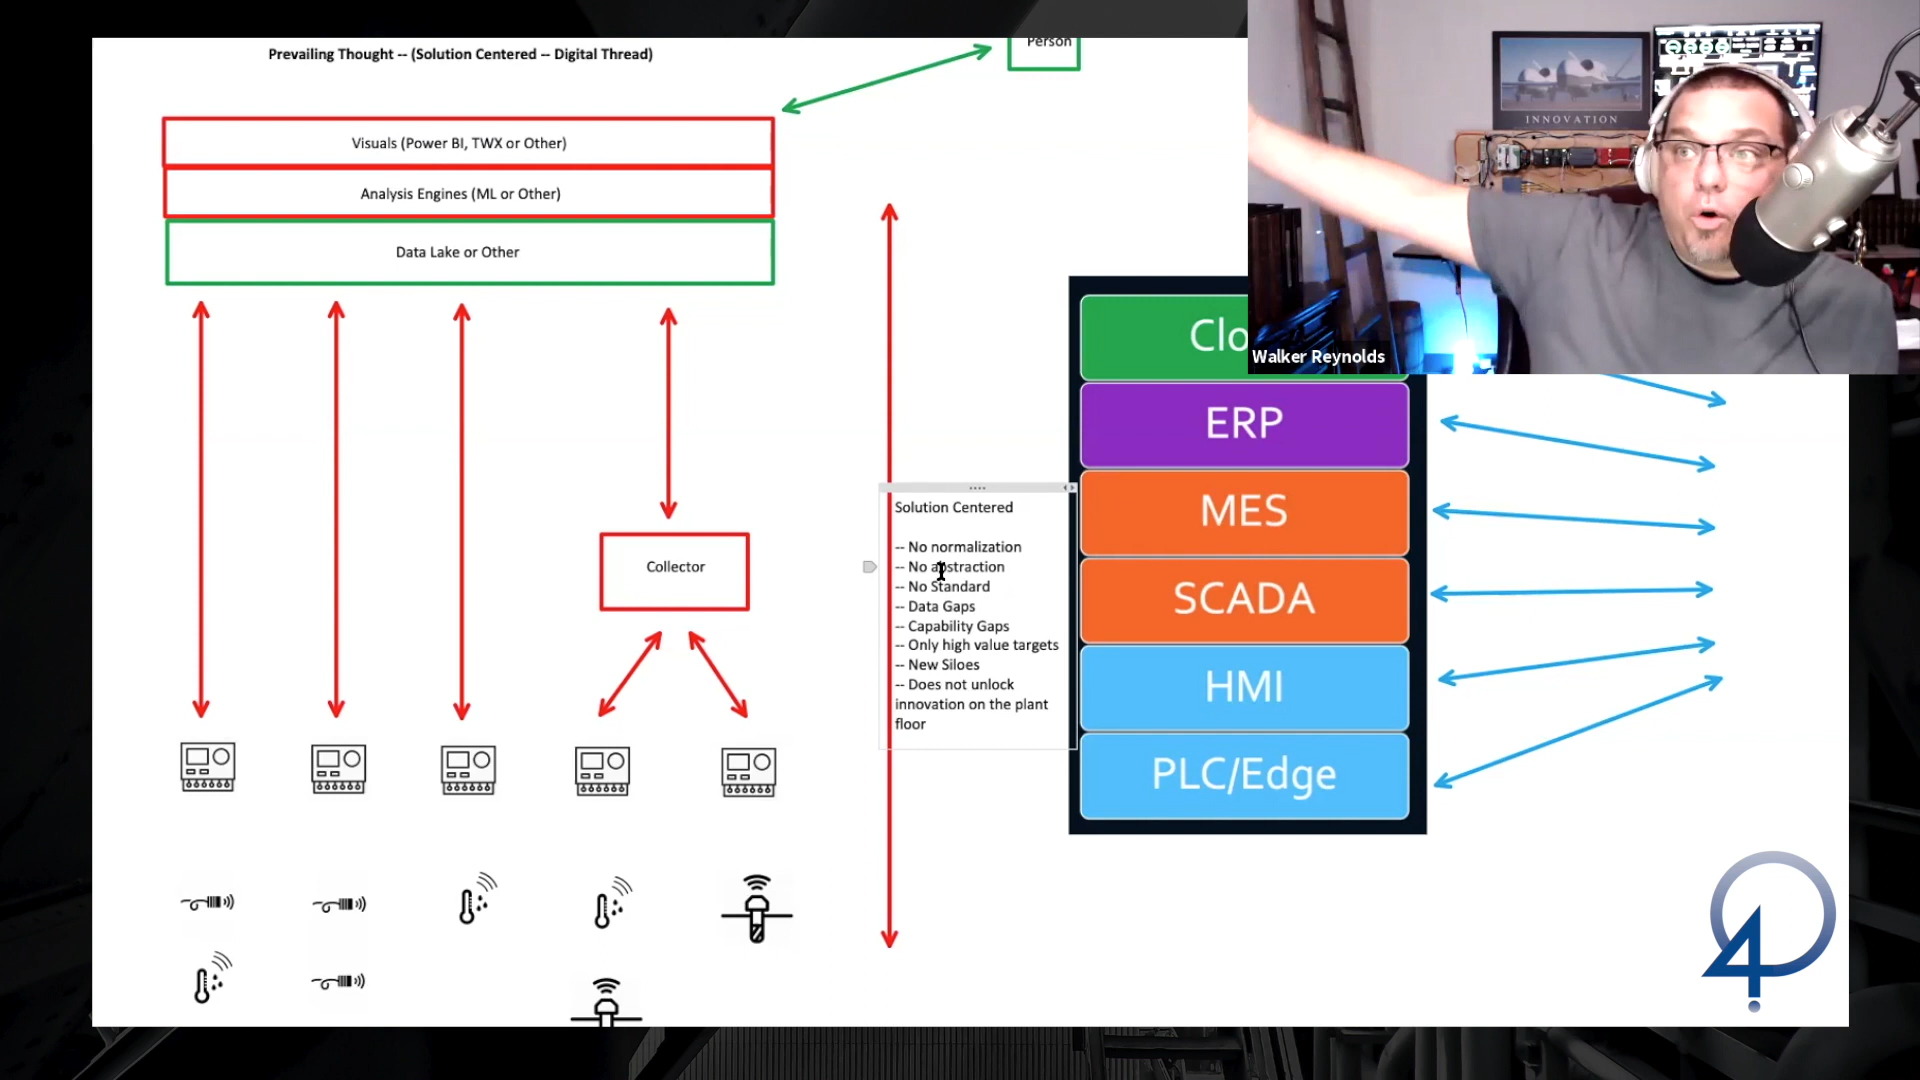 Prevailing Thought -- (Solution Centered -- Digital Thread)
Person
Visuals (Power BI, TWX or Other)
Analysis Engines (ML or Other)
Data Lake or Other
Collector
Solution Centered
-- No normalization
-- No abstraction
-- No Standard
-- Data Gaps
-- Capability Gaps
-- Only high value targets
-- New Siloes
-- Does not unlock
innovation on the plant
floor
Clo
ERP
MES
SCADA
HMI
PLC/Edge
INNOVATION
Walker Reynolds
4.0